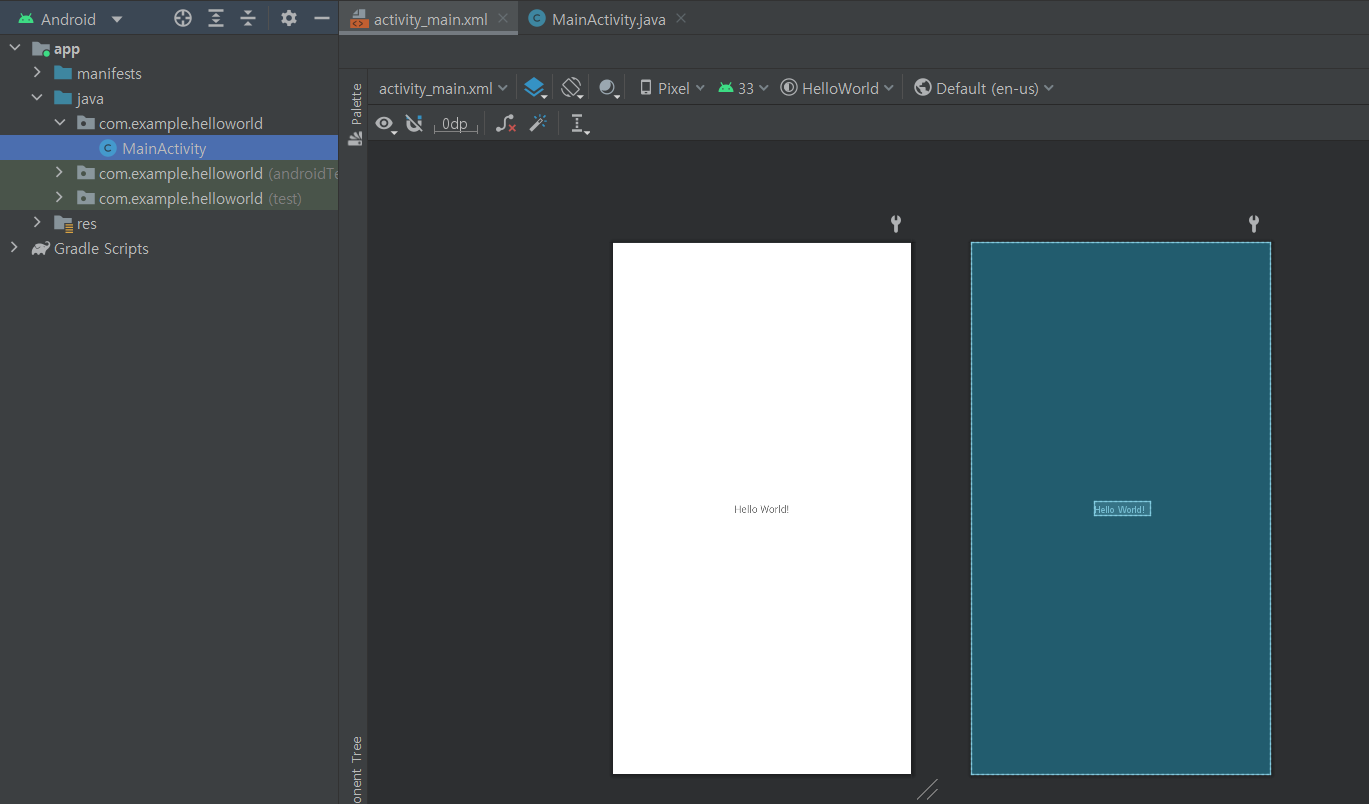 Android
app
manifests
java
com.example.helloworld
MainActivity
com.example.helloworld (androidTe
com.example.helloworld (test)
res
Gradle Scripts
activity_main.xml
MainActivity.java
Palette
activity_main.xml
Pixel
33
HelloWorld
Default (en-us)
0dp
Hello World!
Hello World!
onent Tree